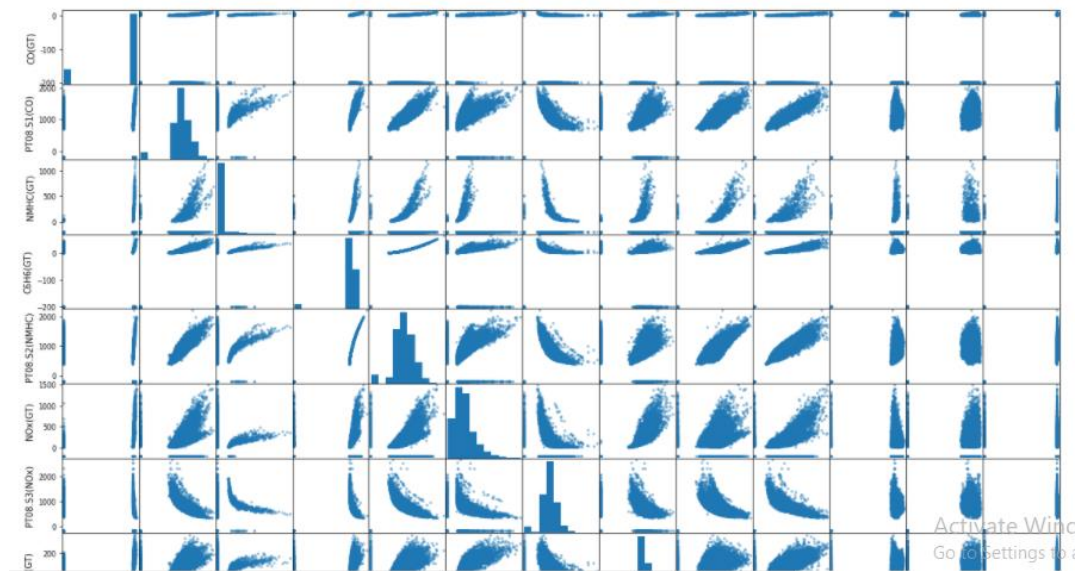 CO(GT)
0
-100
-200
PT08.S1(CO)
2000
1000
0
NMHC(GT)
1000
500
0
C6H6(GT)
0
-100
-200
PT08.S2(NMHC)
2000
1000
0
NOx(GT)
1500
1000
500
0
PT08.S3(NOx)
2000
1000
0
(GT)
200
Activate Wind
Go to Settings to a